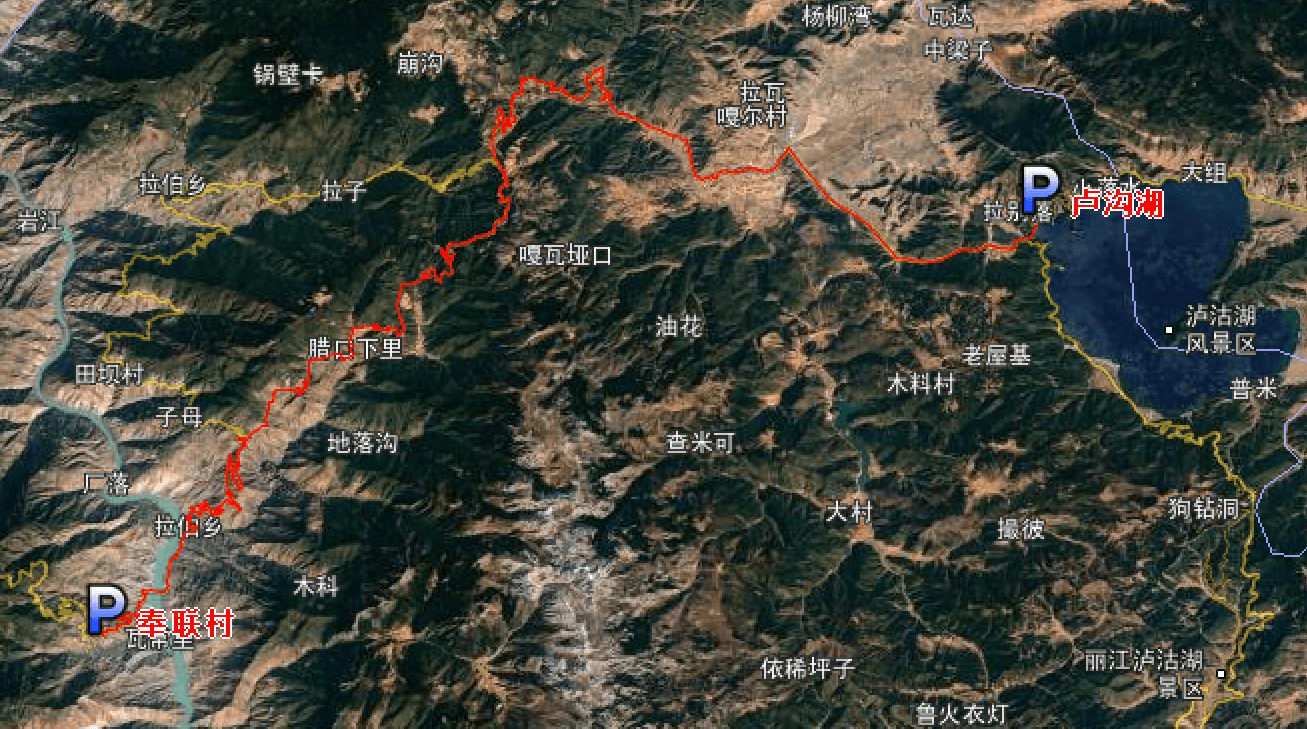 杨柳湾
瓦达
中梁子
崩沟
锅壁卡
拉瓦
嘎尔村
大组
拉伯乡
拉子
卢沟湖
岩江
嘎瓦垭口
泸沽湖
风景区
油花
腊口下里
老屋基
田坝村
木料村
普米
子母
地落沟
查米可
厂落
狗钻洞
大村
拉伯乡
撮彼
木科
奉联村
依稀坪子
丽江泸沽湖
景区
鲁火衣灯